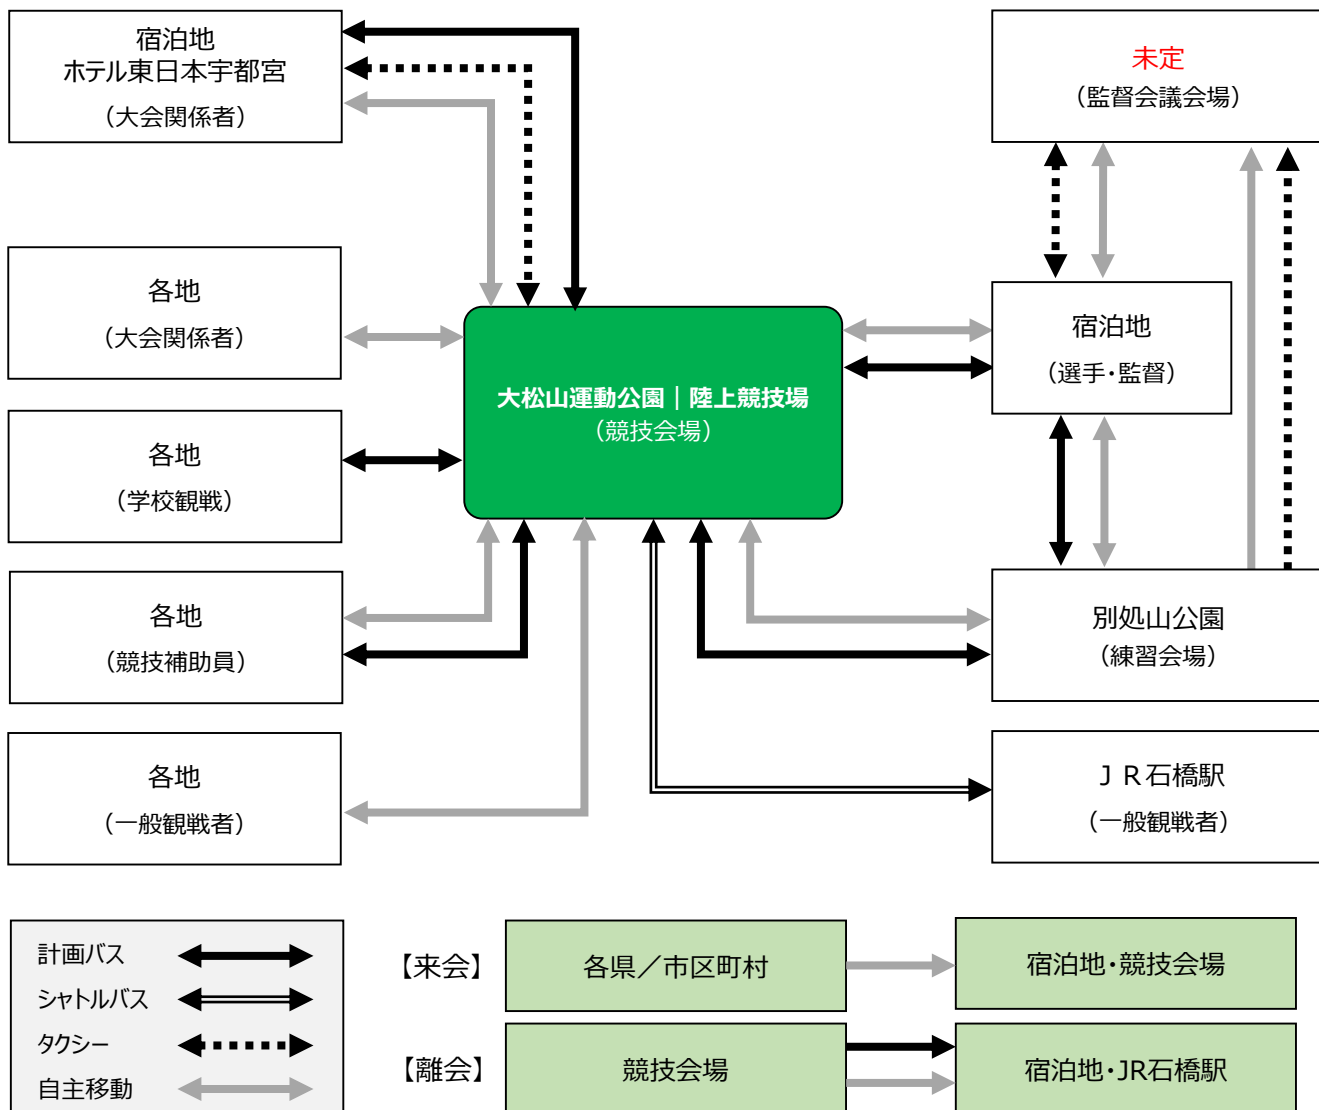 宿泊地
ホテル東日本宇都宮
（大会関係者）
未定
（監督会議会場）
各地
（大会関係者）
宿泊地
（選手・監督）
大松山運動公園｜陸上競技場
（競技会場）
各地
（学校観戦）
各地
（競技補助員）
別処山公園
（練習会場）
各地
（一般観戦者）
ＪＲ石橋駅
（一般観戦者）
計画バス
シャトルバス
タクシー
自主移動
【来会】
各県／市区町村
宿泊地・競技会場
【離会】
競技会場
宿泊地・JR石橋駅